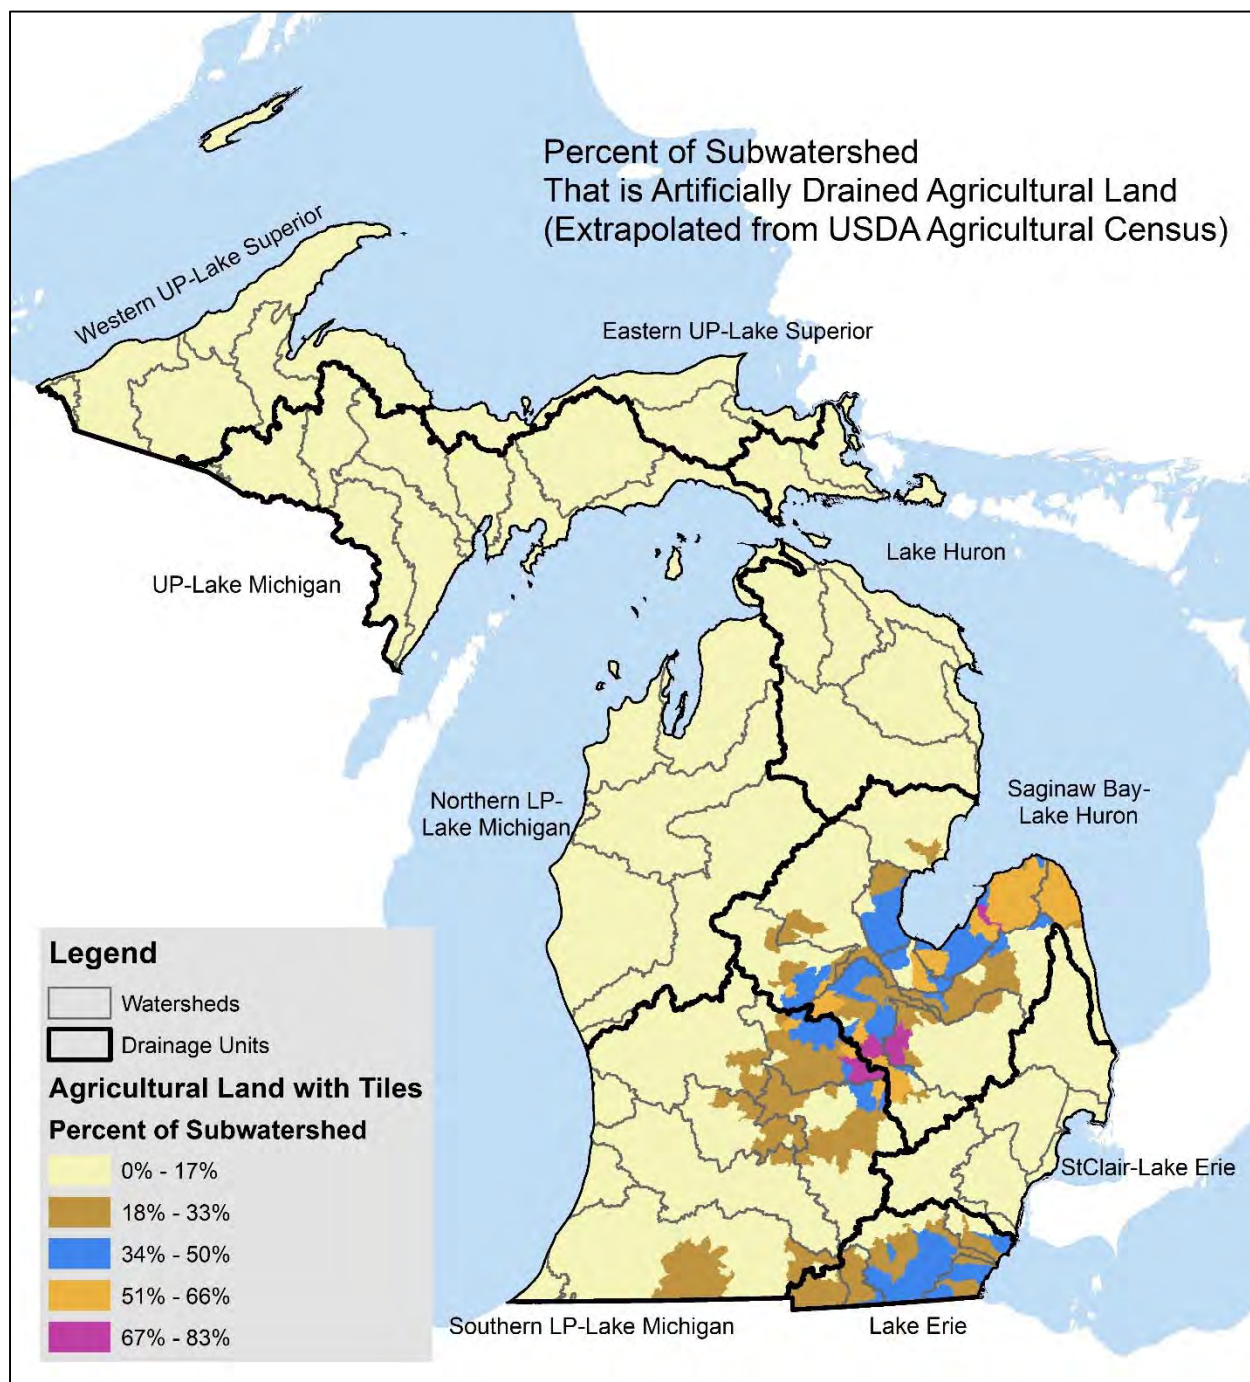 Percent of Subwatershed
That is Artificially Drained Agricultural Land
(Extrapolated from USDA Agricultural Census)
Western UP-Lake Superior
Eastern UP-Lake Superior
Lake Huron
UP-Lake Michigan
Northern LP-
Lake Michigan
Saginaw Bay-
Lake Huron
StClair-Lake Erie
Southern LP-Lake Michigan
Lake Erie
Legend
Watersheds
Drainage Units
Agricultural Land with Tiles
Percent of Subwatershed
0% - 17%
18% - 33%
34% - 50%
51% - 66%
67% - 83%